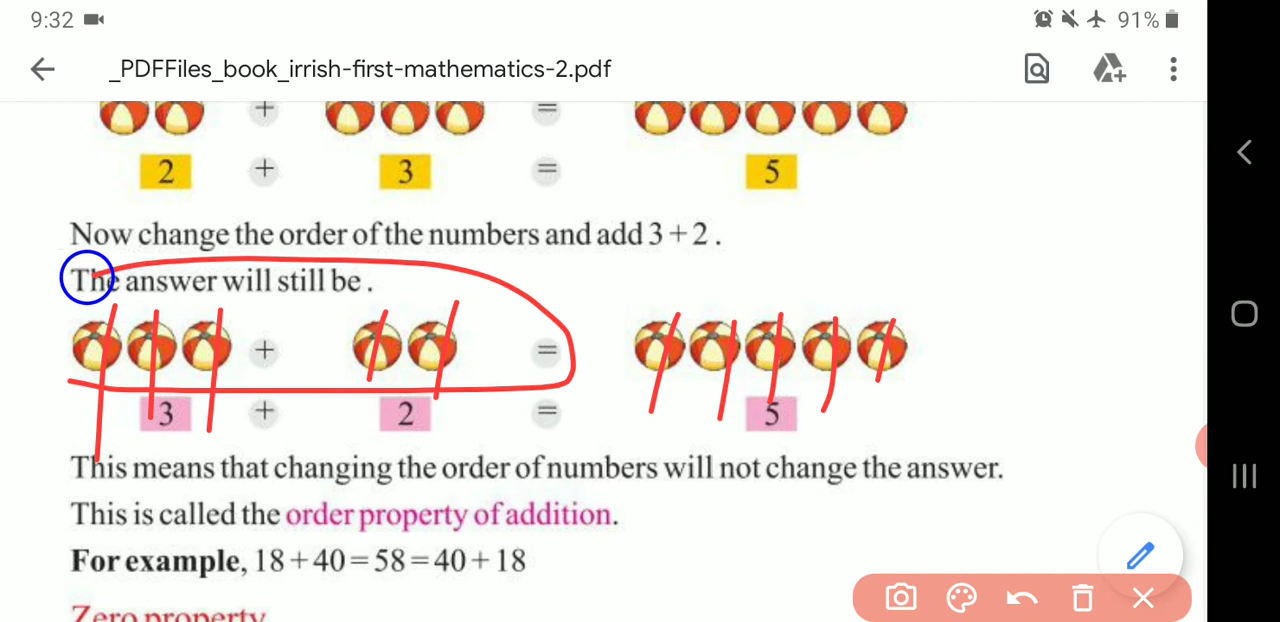 9:32 91%
_PDFFiles_book_irrish-first-mathematics-2.pdf
+ =
2 + 3 = 5
Now change the order of the numbers and add 3+2.
The answer will still be .
+ =
3 + 2 = 5
This means that changing the order of numbers will not change the answer.
This is called the order property of addition.
For example, 18+40=58=40+18
Zero property